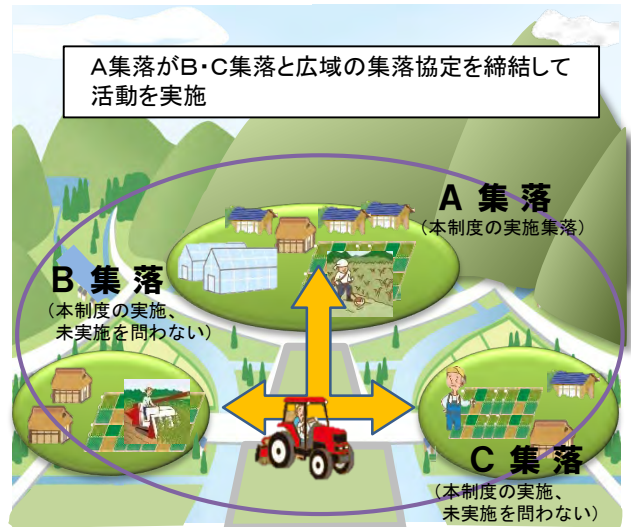 A集落がB・C集落と広域の集落協定を締結して
活動を実施
A 集 落
（本制度の実施集落）
B 集 落
（本制度の実施、
未実施を問わない）
C 集 落
（本制度の実施、
未実施を問わない）